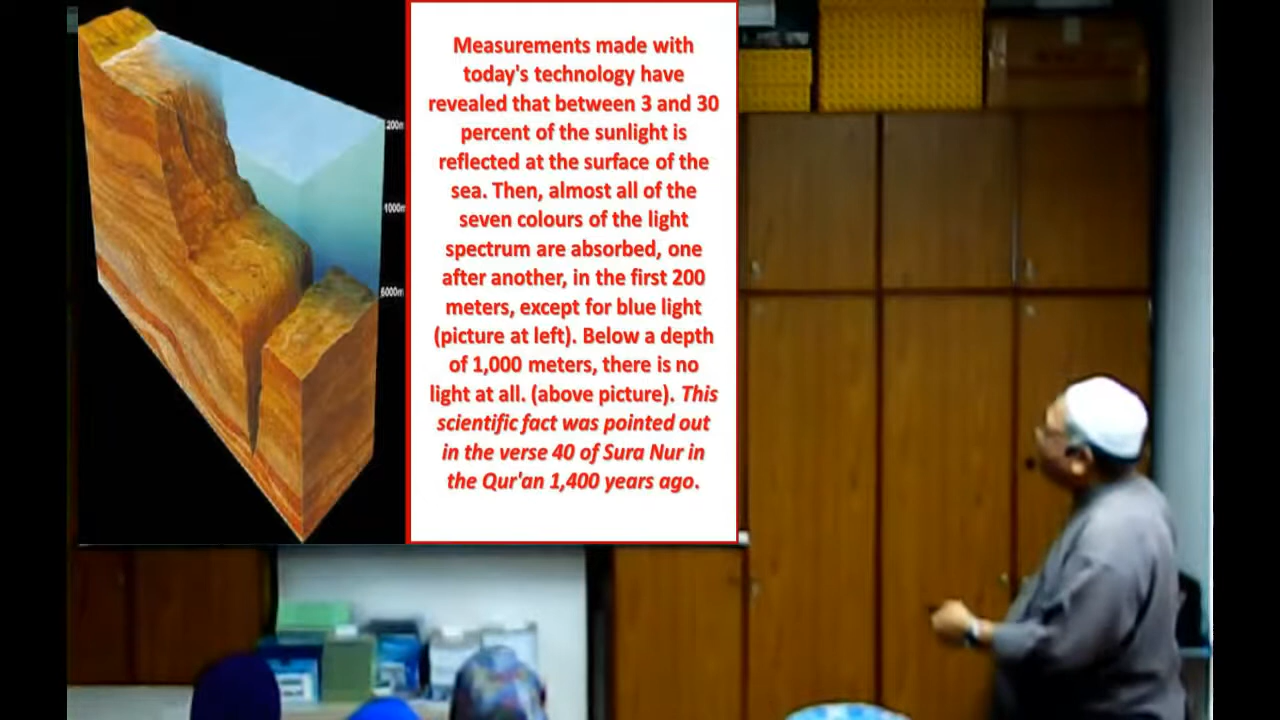 200m
1000m
6000m
Measurements made with
today's technology have
revealed that between 3 and 30
percent of the sunlight is
reflected at the surface of the
sea. Then, almost all of the
seven colours of the light
spectrum are absorbed, one
after another, in the first 200
meters, except for blue light
(picture at left). Below a depth
of 1,000 meters, there is no
light at all. (above picture). This
scientific fact was pointed out
in the verse 40 of Sura Nur in
the Qur'an 1,400 years ago.